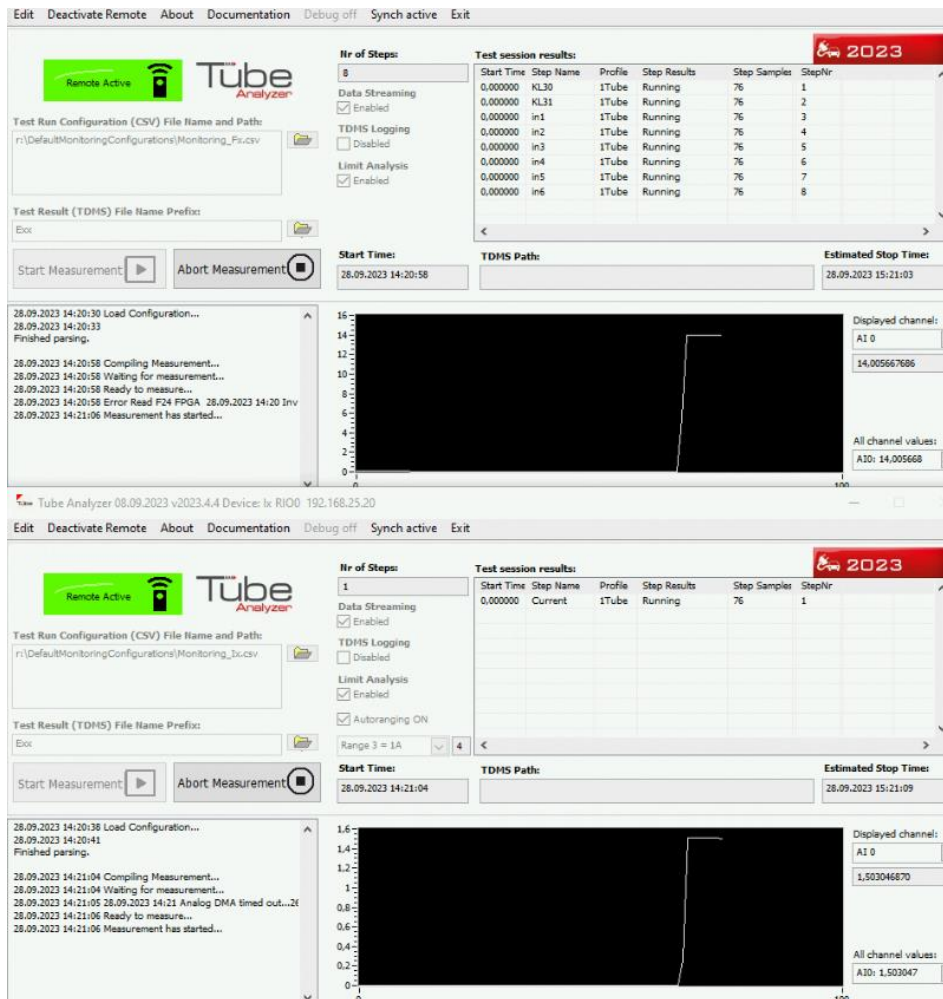 Edit Deactivate Remote About Documentation Debug off Synch active Exit
2023
Remote Active
Tübe
Analyzer
Nr of Steps:
8
Data Streaming
Enabled
TDMS Logging
Disabled
Limit Analysis
Enabled
Test session results:
Start Time Step Name Profile Step Results Step Samples StepNr
0,000000 KL30 1Tube Running 76 1
0,000000 KL31 1Tube Running 76 2
0,000000 in1 1Tube Running 76 3
0,000000 in2 1Tube Running 76 4
0,000000 in3 1Tube Running 76 5
0,000000 in4 1Tube Running 76 6
0,000000 in5 1Tube Running 76 7
0,000000 in6 1Tube Running 76 8
Test Run Configuration (CSV) File Name and Path:
r:\DefaultMonitoringConfigurations\Monitoring_Fx.csv
Test Result (TDMS) File Name Prefix:
Exx
Start Measurement
Abort Measurement
Start Time:
28.09.2023 14:20:58
TDMS Path:
Estimated Stop Time:
28.09.2023 15:21:03
28.09.2023 14:20:30 Load Configuration...
28.09.2023 14:20:33
Finished parsing.
28.09.2023 14:20:58 Compiling Measurement...
28.09.2023 14:20:58 Waiting for measurement...
28.09.2023 14:20:58 Ready to measure...
28.09.2023 14:20:58 Error Read F24 FPGA 28.09.2023 14:20 Inv
28.09.2023 14:21:06 Measurement has started...
16
14
12
10
8
6
4
2
0
100
Displayed channel:
AI 0
14,005667686
All channel values:
AI0: 14,005668
Tube Analyzer 08.09.2023 v2023.4.4 Device: Ix RIO0 192.168.25.20
Edit Deactivate Remote About Documentation Debug off Synch active Exit
2023
Remote Active
Tübe
Analyzer
Nr of Steps:
1
Data Streaming
Enabled
TDMS Logging
Disabled
Limit Analysis
Enabled
Autoranging ON
Range 3 = 1A 4
Test session results:
Start Time Step Name Profile Step Results Step Samples StepNr
0,000000 Current 1Tube Running 76 1
Test Run Configuration (CSV) File Name and Path:
r:\DefaultMonitoringConfigurations\Monitoring_Ix.csv
Test Result (TDMS) File Name Prefix:
Exx
Start Measurement
Abort Measurement
Start Time:
28.09.2023 14:21:04
TDMS Path:
Estimated Stop Time:
28.09.2023 15:21:09
28.09.2023 14:20:38 Load Configuration...
28.09.2023 14:20:41
Finished parsing.
28.09.2023 14:21:04 Compiling Measurement...
28.09.2023 14:21:04 Waiting for measurement...
28.09.2023 14:21:05 28.09.2023 14:21 Analog DMA timed out...26
28.09.2023 14:21:06 Ready to measure...
28.09.2023 14:21:06 Measurement has started...
1,6
1,4
1,2
1
0,8
0,6
0,4
0,2
0
100
Displayed channel:
AI 0
1,503046870
All channel values:
AI0: 1,503047